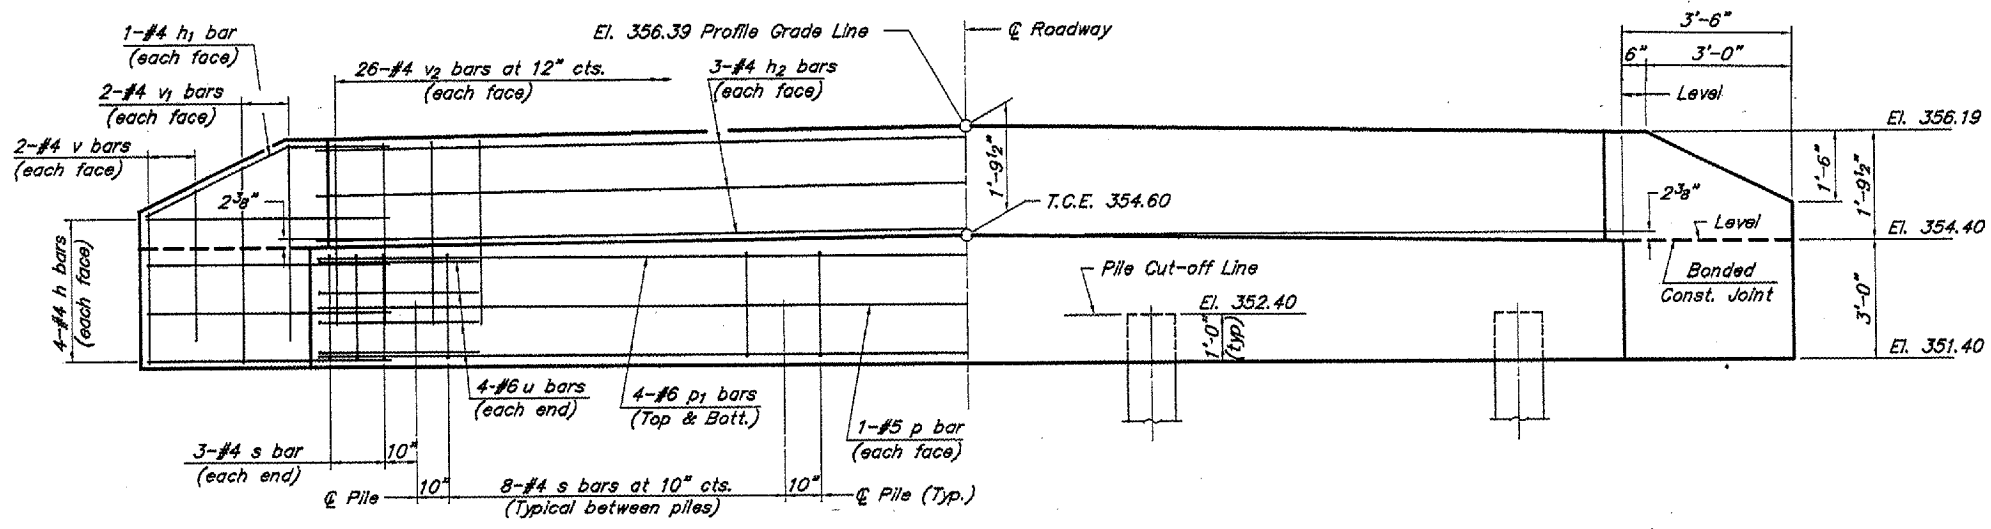 1-#4 h₁ bar
(each face)
El. 356.39 Profile Grade Line
℄ Roadway
3'-6"
6"
3'-0"
26-#4 v₂ bars at 12" cts.
(each face)
3-#4 h₂ bars
(each face)
2-#4 v₁ bars
(each face)
Level
El. 356.19
2-#4 v bars
(each face)
1'-9½"
1'-6"
1'-9½"
2⅜"
T.C.E. 354.60
2⅜"
Level
El. 354.40
4-#4 h bars
(each face)
Pile Cut-off Line
Bonded
Const. Joint
El. 352.40
1'-0"
(typ)
3'-0"
El. 351.40
4-#6 u bars
(each end)
4-#6 p₁ bars
(Top & Bott.)
1-#5 p bar
(each face)
3-#4 s bar
(each end)
10"
℄ Pile
10"
8-#4 s bars at 10" cts.
(Typical between piles)
10"
℄ Pile (Typ.)